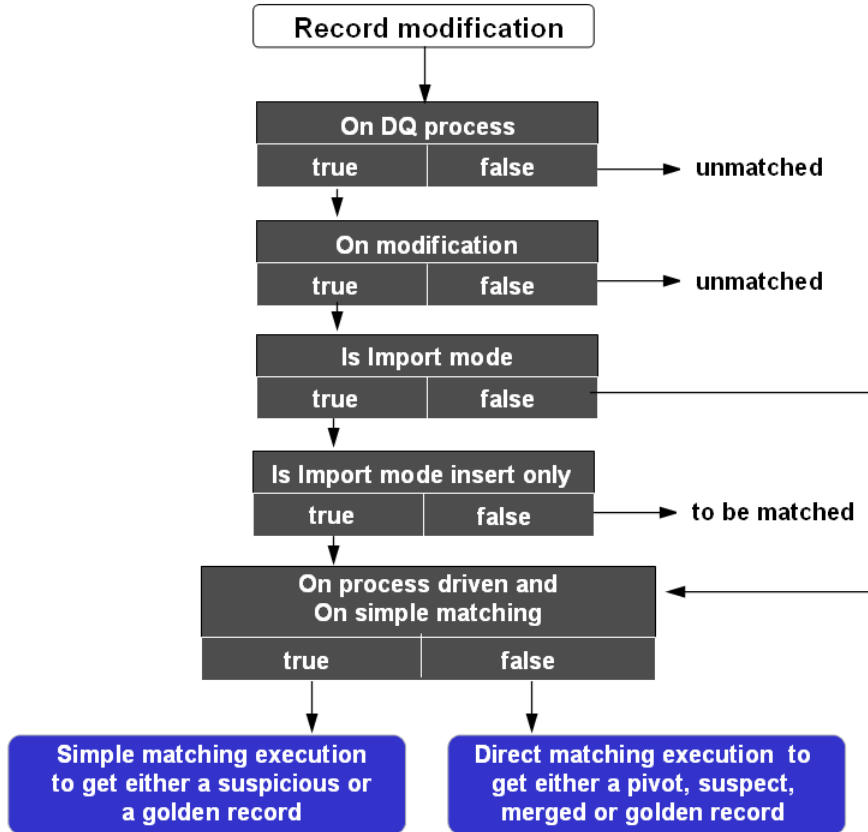 Record modification
On DQ process
true false unmatched
On modification
true false unmatched
Is Import mode
true false
Is Import mode insert only
true false to be matched
On process driven and
On simple matching
true false
Simple matching execution
to get either a suspicious or
a golden record
Direct matching execution to
get either a pivot, suspect,
merged or golden record